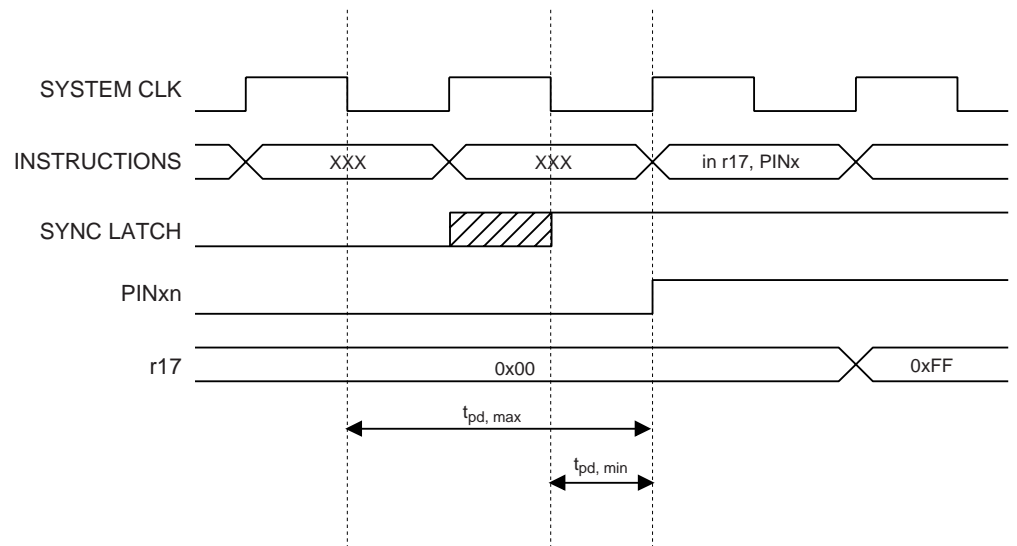 SYSTEM CLK
INSTRUCTIONS XXX XXX in r17, PINx
SYNC LATCH
PINxn
r17 0x00 0xFF
tpd, max
tpd, min